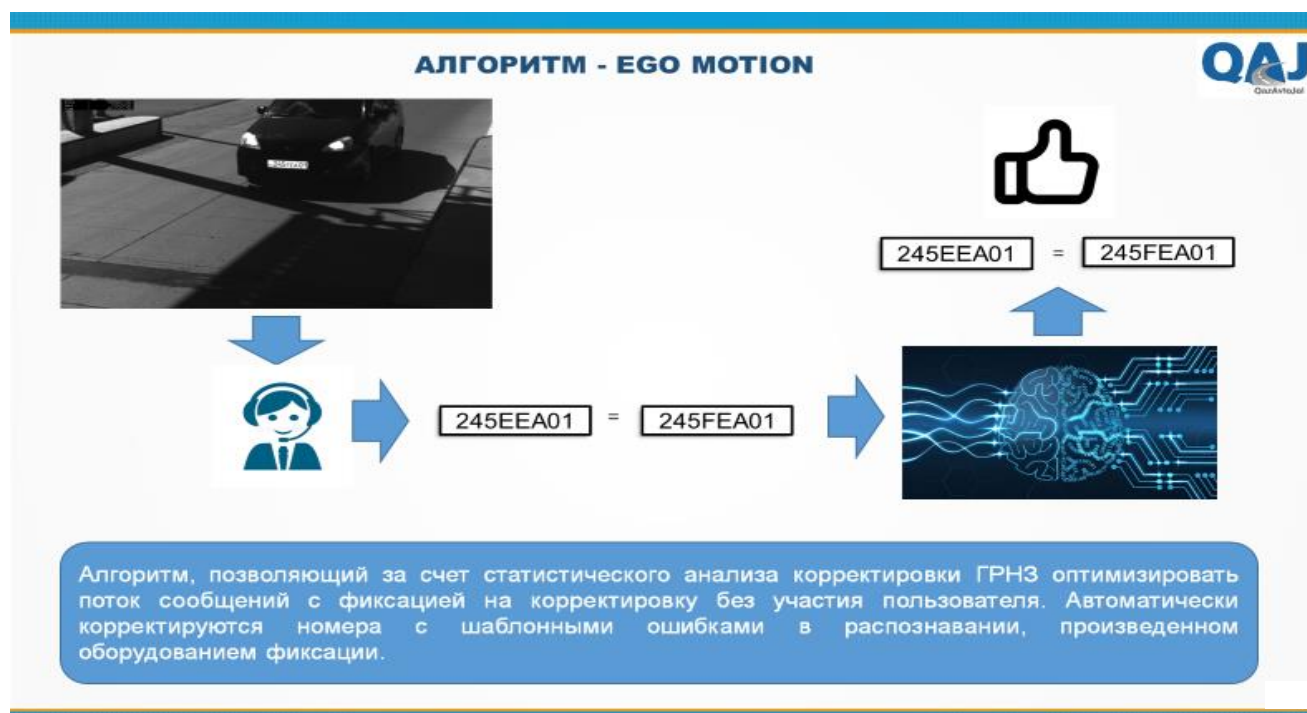 АЛГОРИТМ - EGO MOTION
QAJ
QazAvtoJol
245EEA01 = 245FEA01
245EEA01 = 245FEA01
Алгоритм, позволяющий за счет статистического анализа корректировки ГРНЗ оптимизировать
поток сообщений с фиксацией на корректировку без участия пользователя. Автоматически
корректируются номера с шаблонными ошибками в распознавании, произведенном
оборудованием фиксации.